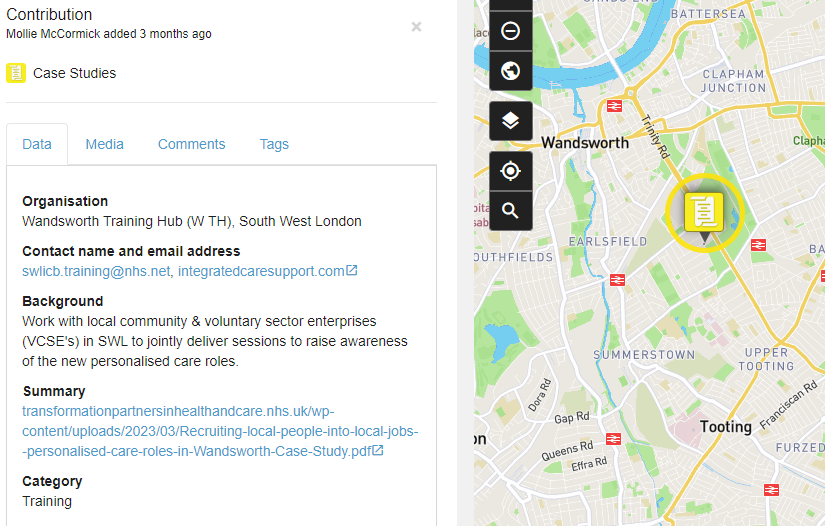 Contribution
Mollie McCormick added 3 months ago
×
Case Studies
Data
Media
Comments
Tags
Organisation
Wandsworth Training Hub (W TH), South West London
Contact name and email address
swlicb.training@nhs.net, integratedcaresupport.com
Background
Work with local community & voluntary sector enterprises
(VCSE's) in SWL to jointly deliver sessions to raise awareness
of the new personalised care roles.
Summary
transformationpartnersinhealthandcare.nhs.uk/wp-
content/uploads/2023/03/Recruiting-local-people-into-local-jobs-
-personalised-care-roles-in-Wandsworth-Case-Study.pdf
Category
Training
BATTERSEA
CLAPHAM
JUNCTION
Trinity Rd
Wandsworth
Clapha
EARLSFIELD
OUTHFIELDS
BA
SUMMERSTOWN
UPPER
TOOTING
Dora Rd
Franciscan Rd
Gap Rd
Tooting
on
Queens Rd
FURZED
Effra Rd